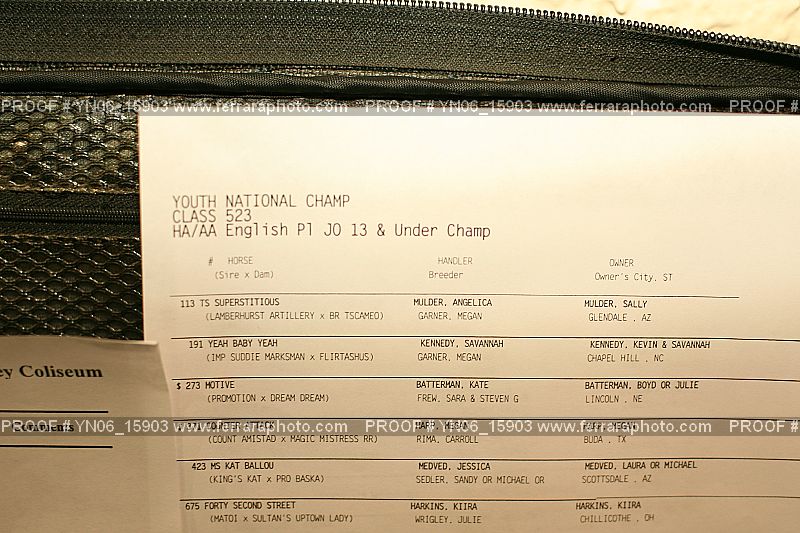 PROOF # YN06_15903 www.ferraraphoto.com PROOF # YN06_15903 www.ferraraphoto.com PROOF #
YOUTH NATIONAL CHAMP
CLASS 523
HA/AA English Pl JO 13 & Under Champ
# HORSE HANDLER OWNER
(Sire x Dam) Breeder Owner's City, ST
113 TS SUPERSTITIOUS MULDER, ANGELICA MULDER, SALLY
(LAMBERHURST ARTILLERY x BR TSCAMEO) GARNER, MEGAN GLENDALE , AZ
191 YEAH BABY YEAH KENNEDY, SAVANNAH KENNEDY, KEVIN & SAVANNAH
(IMP SUDDIE MARKSMAN x FLIRTASHUS) GARNER, MEGAN CHAPEL HILL , NC
ey Coliseum
$ 273 MOTIVE BATTERMAN, KATE BATTERMAN, BOYD OR JULIE
(PROMOTION x DREAM DREAM) FREW, SARA & STEVEN G LINCOLN , NE
Comments
PROOF # YN06_15903 www.ferraraphoto.com PROOF # YN06_15903 www.ferraraphoto.com PROOF #
(COUNT AMISTAD x MAGIC MISTRESS RR) RIMA, CARROLL BUDA , TX
423 MS KAT BALLOU MEDVED, JESSICA MEDVED, LAURA OR MICHAEL
(KING'S KAT x PRO BASKA) SEDLER, SANDY OR MICHAEL OR SCOTTSDALE , AZ
675 FORTY SECOND STREET HARKINS, KIIRA HARKINS, KIIRA
(MATOI x SULTAN'S UPTOWN LADY) WRIGLEY, JULIE CHILLICOTHE , OH